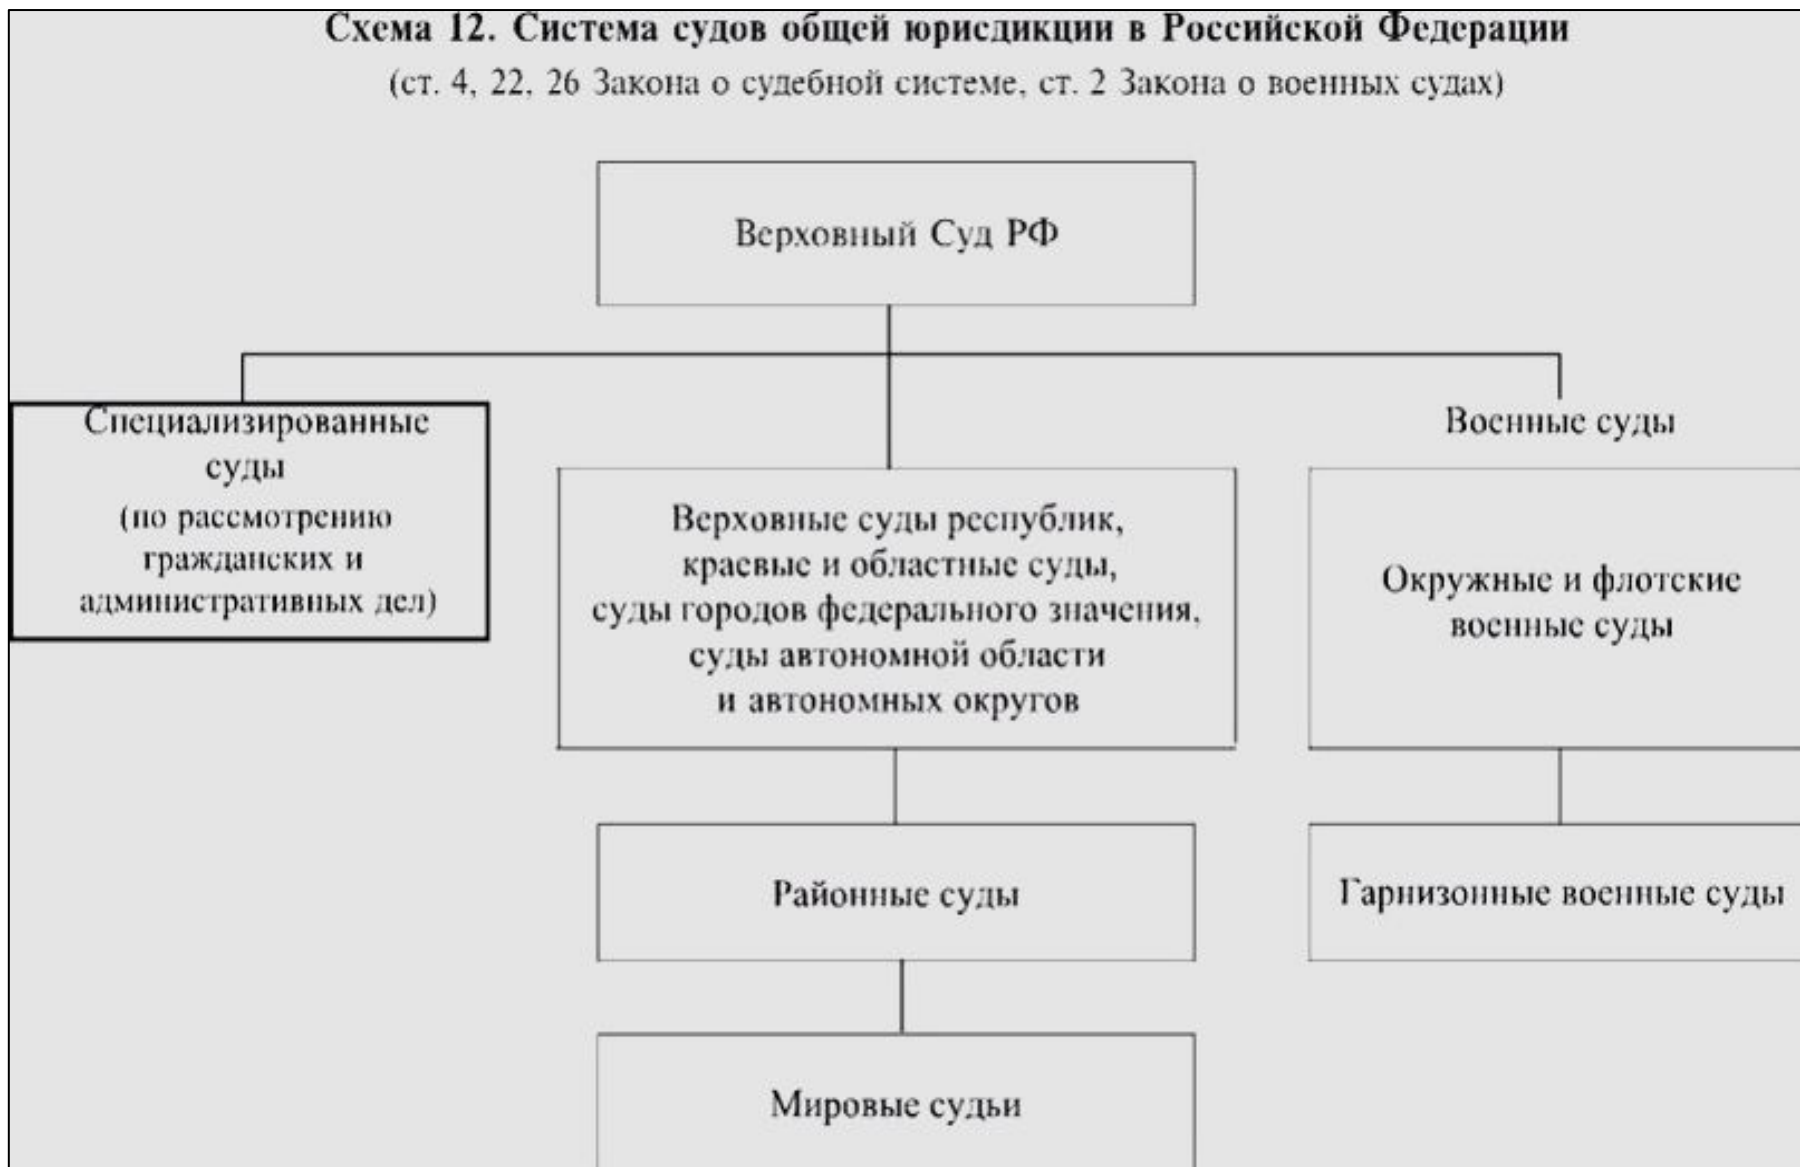 Схема 12. Система судов общей юрисдикции в Российской Федерации
(ст. 4, 22, 26 Закона о судебной системе, ст. 2 Закона о военных судах)
Верховный Суд РФ
Специализированные
суды
(по рассмотрению
гражданских и
административных дел)
Верховные суды республик,
краевые и областные суды,
суды городов федерального значения,
суды автономной области
и автономных округов
Районные суды
Мировые судьи
Военные суды
Окружные и флотские
военные суды
Гарнизонные военные суды